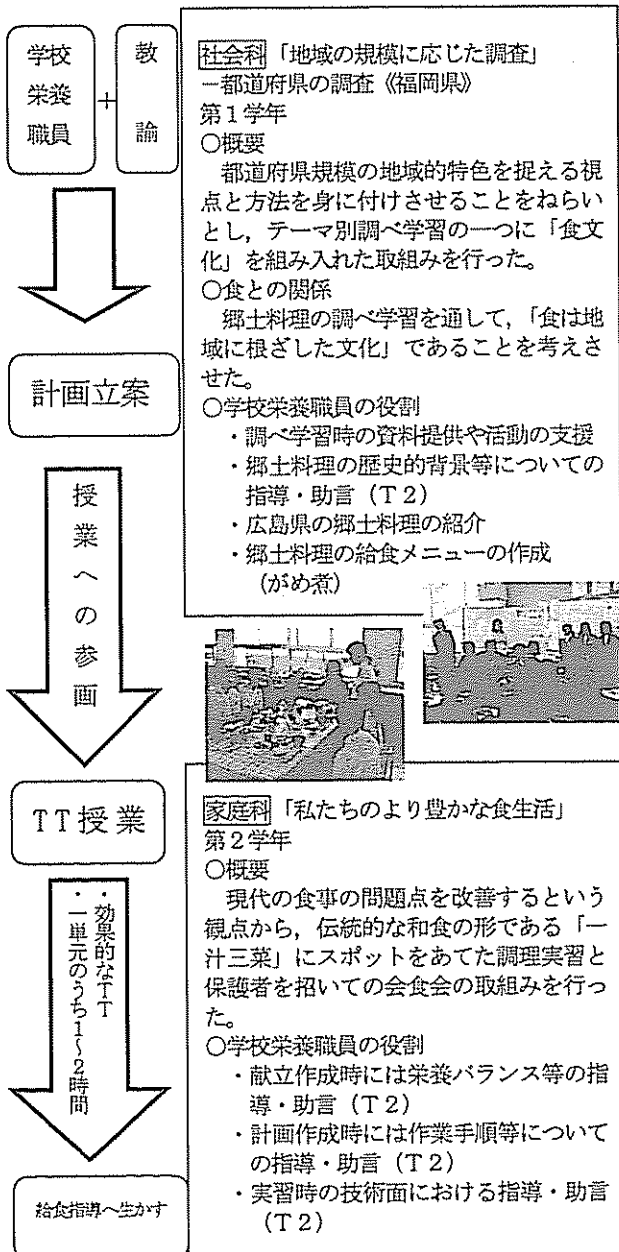 学校
栄養
職員
+
教
諭
計画立案
授業への参画
TT授業
・効果的なTT
・一単元のうち1~2時間
給食指導へ生かす
社会科「地域の規模に応じた調査」
－都道府県の調査《福岡県》
第1学年
○概要
都道府県規模の地域的特色を捉える視
点と方法を身に付けさせることをねらい
とし，テーマ別調べ学習の一つに「食文
化」を組み入れた取組みを行った。
○食との関係
郷土料理の調べ学習を通して，「食は地
域に根ざした文化」であることを考えさ
せた。
○学校栄養職員の役割
・調べ学習時の資料提供や活動の支援
・郷土料理の歴史的背景等についての
指導・助言（T2）
・広島県の郷土料理の紹介
・郷土料理の給食メニューの作成
（がめ煮）
家庭科「私たちのより豊かな食生活」
第2学年
○概要
現代の食事の問題点を改善するという
観点から，伝統的な和食の形である「一
汁三菜」にスポットをあてた調理実習と
保護者を招いての会食会の取組みを行っ
た。
○学校栄養職員の役割
・献立作成時には栄養バランス等の指
導・助言（T2）
・計画作成時には作業手順等について
の指導・助言（T2）
・実習時の技術面における指導・助言
（T2）